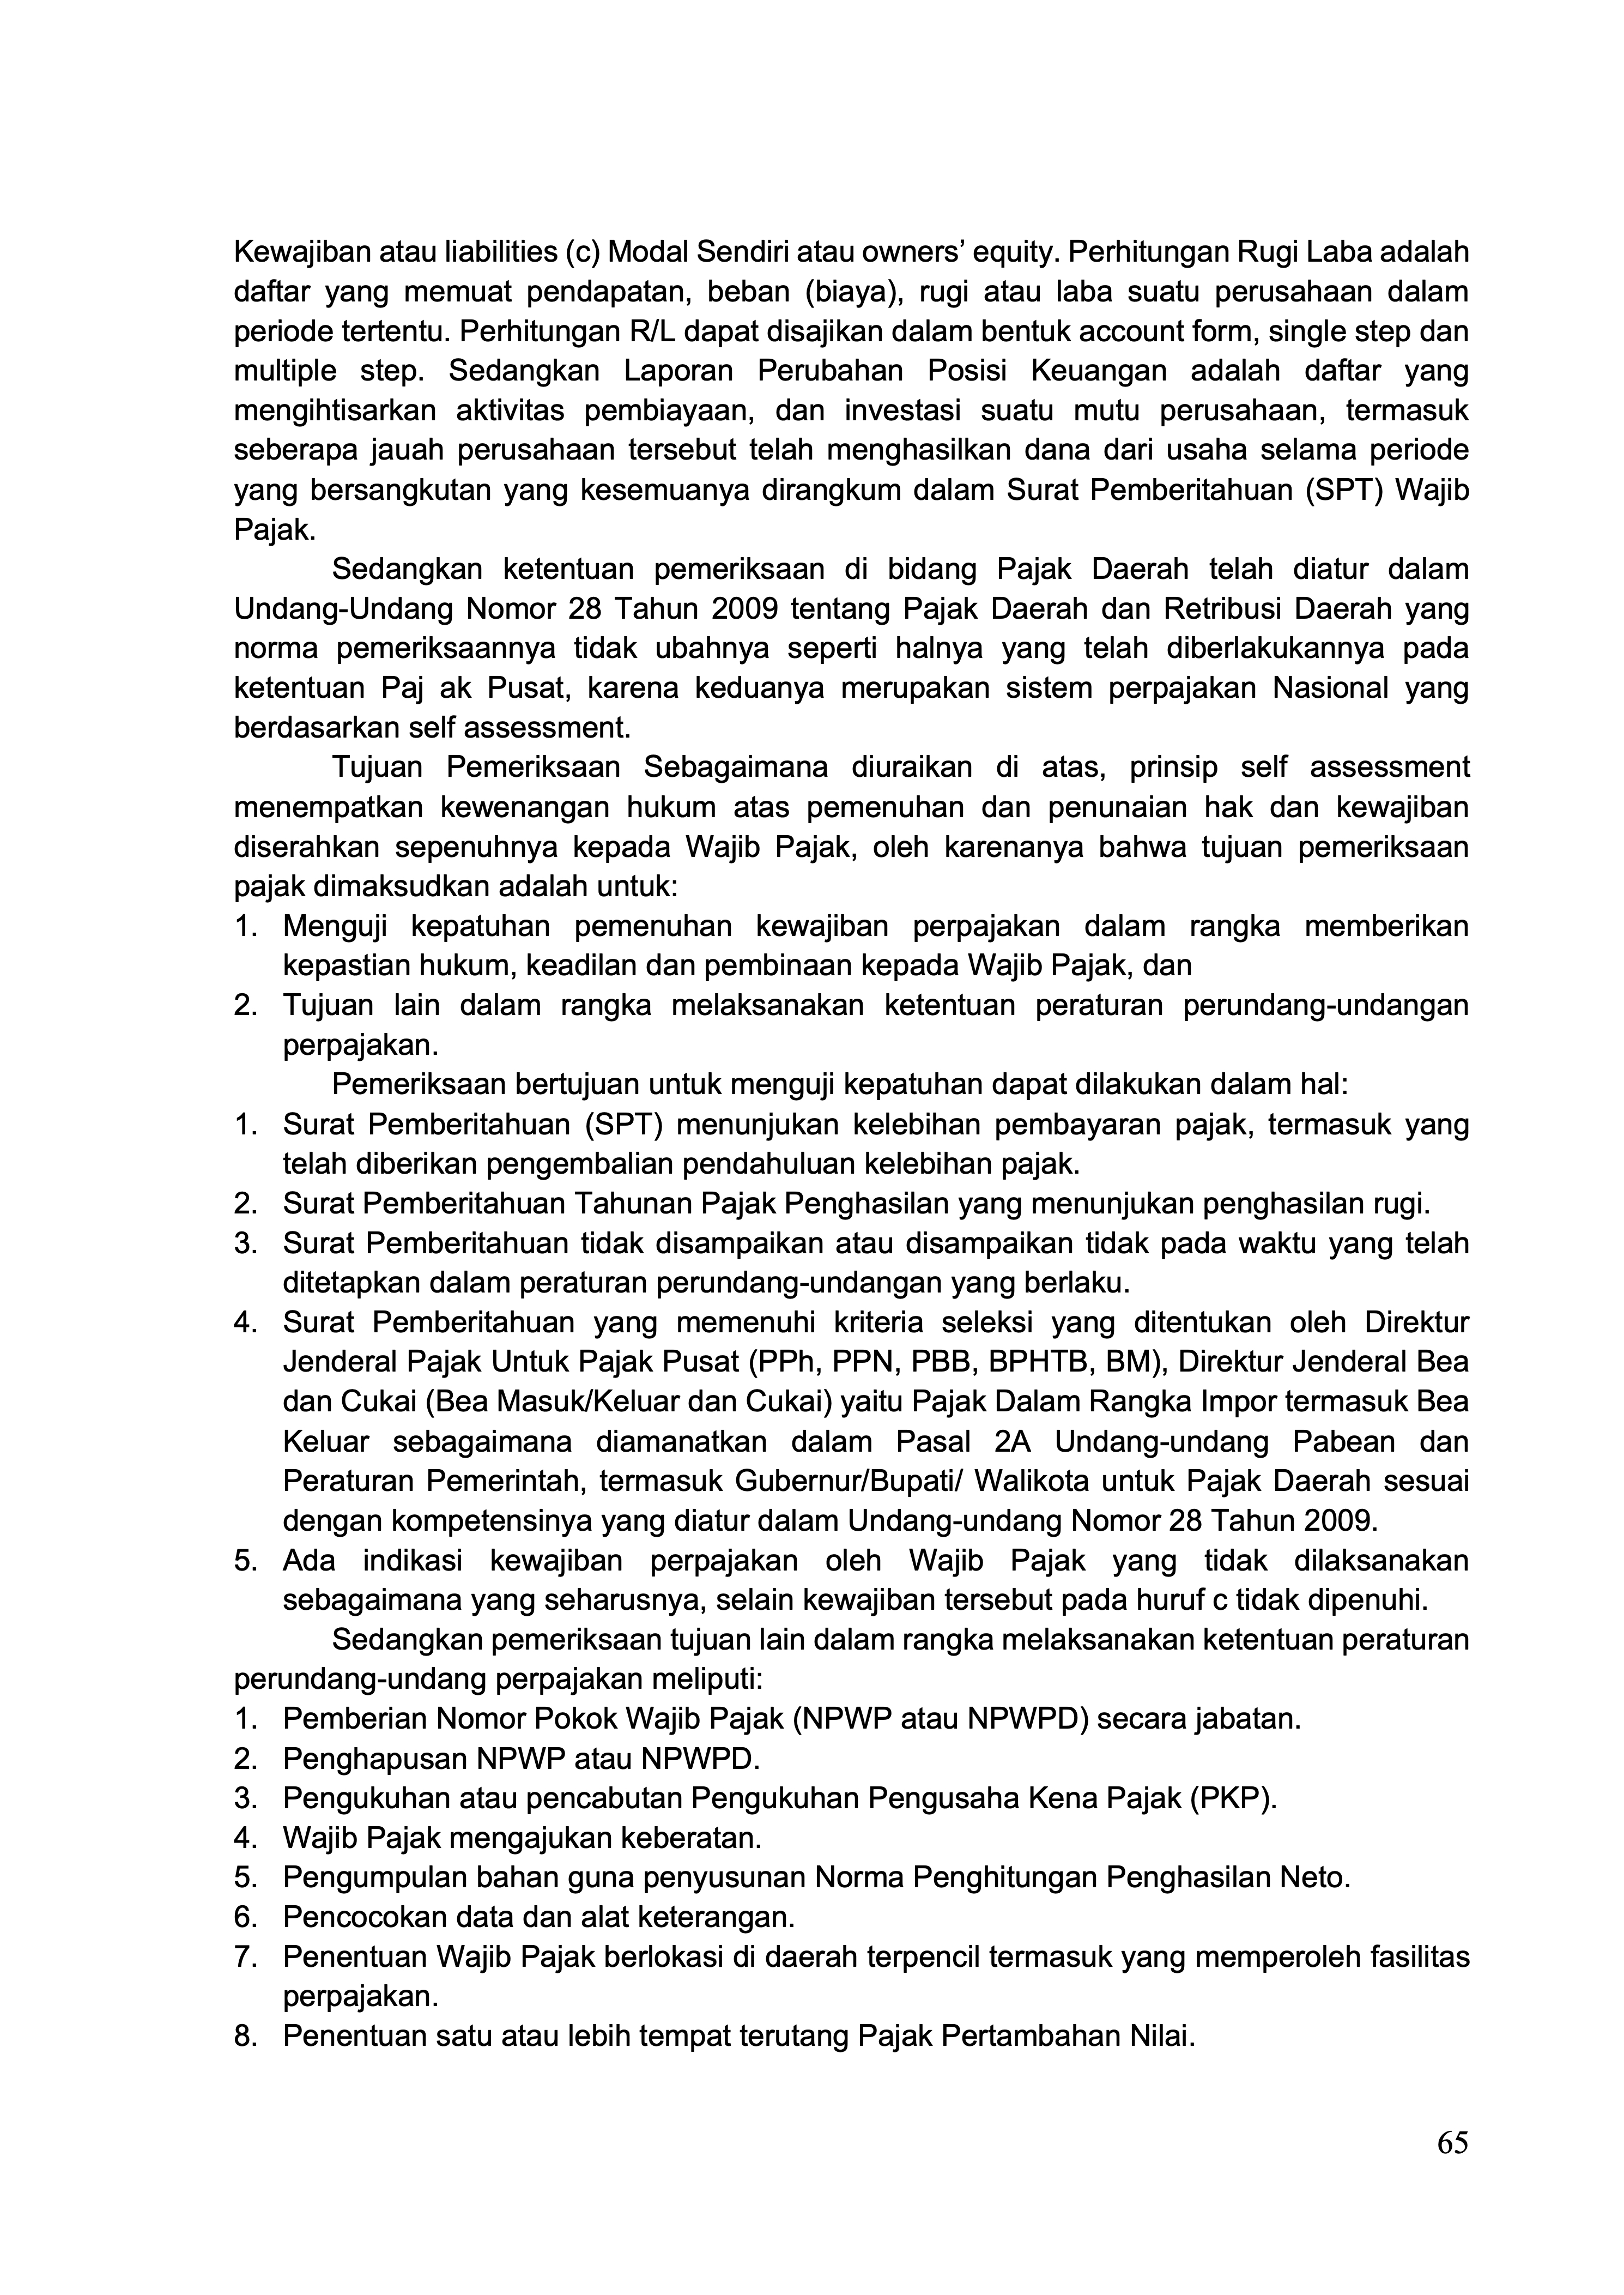 Kewajiban atau liabilities (c) Modal Sendiri atau owners’ equity. Perhitungan Rugi Laba adalah
daftar yang memuat pendapatan, beban (biaya), rugi atau laba suatu perusahaan dalam
periode tertentu. Perhitungan R/L dapat disajikan dalam bentuk account form, single step dan
multiple step. Sedangkan Laporan Perubahan Posisi Keuangan adalah daftar yang
mengihtisarkan aktivitas pembiayaan, dan investasi suatu mutu perusahaan, termasuk
seberapa jauah perusahaan tersebut telah menghasilkan dana dari usaha selama periode
yang bersangkutan yang kesemuanya dirangkum dalam Surat Pemberitahuan (SPT) Wajib
Pajak.
Sedangkan ketentuan pemeriksaan di bidang Pajak Daerah telah diatur dalam
Undang-Undang Nomor 28 Tahun 2009 tentang Pajak Daerah dan Retribusi Daerah yang
norma pemeriksaannya tidak ubahnya seperti halnya yang telah diberlakukannya pada
ketentuan Paj ak Pusat, karena keduanya merupakan sistem perpajakan Nasional yang
berdasarkan self assessment.
Tujuan Pemeriksaan Sebagaimana diuraikan di atas, prinsip self assessment
menempatkan kewenangan hukum atas pemenuhan dan penunaian hak dan kewajiban
diserahkan sepenuhnya kepada Wajib Pajak, oleh karenanya bahwa tujuan pemeriksaan
pajak dimaksudkan adalah untuk:
1. Menguji kepatuhan pemenuhan kewajiban perpajakan dalam rangka memberikan
kepastian hukum, keadilan dan pembinaan kepada Wajib Pajak, dan
2. Tujuan lain dalam rangka melaksanakan ketentuan peraturan perundang-undangan
perpajakan.
Pemeriksaan bertujuan untuk menguji kepatuhan dapat dilakukan dalam hal:
1. Surat Pemberitahuan (SPT) menunjukan kelebihan pembayaran pajak, termasuk yang
telah diberikan pengembalian pendahuluan kelebihan pajak.
2. Surat Pemberitahuan Tahunan Pajak Penghasilan yang menunjukan penghasilan rugi.
3. Surat Pemberitahuan tidak disampaikan atau disampaikan tidak pada waktu yang telah
ditetapkan dalam peraturan perundang-undangan yang berlaku.
4. Surat Pemberitahuan yang memenuhi kriteria seleksi yang ditentukan oleh Direktur
Jenderal Pajak Untuk Pajak Pusat (PPh, PPN, PBB, BPHTB, BM), Direktur Jenderal Bea
dan Cukai (Bea Masuk/Keluar dan Cukai) yaitu Pajak Dalam Rangka Impor termasuk Bea
Keluar sebagaimana diamanatkan dalam Pasal 2A Undang-undang Pabean dan
Peraturan Pemerintah, termasuk Gubernur/Bupati/ Walikota untuk Pajak Daerah sesuai
dengan kompetensinya yang diatur dalam Undang-undang Nomor 28 Tahun 2009.
5. Ada indikasi kewajiban perpajakan oleh Wajib Pajak yang tidak dilaksanakan
sebagaimana yang seharusnya, selain kewajiban tersebut pada huruf c tidak dipenuhi.
Sedangkan pemeriksaan tujuan lain dalam rangka melaksanakan ketentuan peraturan
perundang-undang perpajakan meliputi:
1. Pemberian Nomor Pokok Wajib Pajak (NPWP atau NPWPD) secara jabatan.
2. Penghapusan NPWP atau NPWPD.
3. Pengukuhan atau pencabutan Pengukuhan Pengusaha Kena Pajak (PKP).
4. Wajib Pajak mengajukan keberatan.
5. Pengumpulan bahan guna penyusunan Norma Penghitungan Penghasilan Neto.
6. Pencocokan data dan alat keterangan.
7. Penentuan Wajib Pajak berlokasi di daerah terpencil termasuk yang memperoleh fasilitas
perpajakan.
8. Penentuan satu atau lebih tempat terutang Pajak Pertambahan Nilai.
65